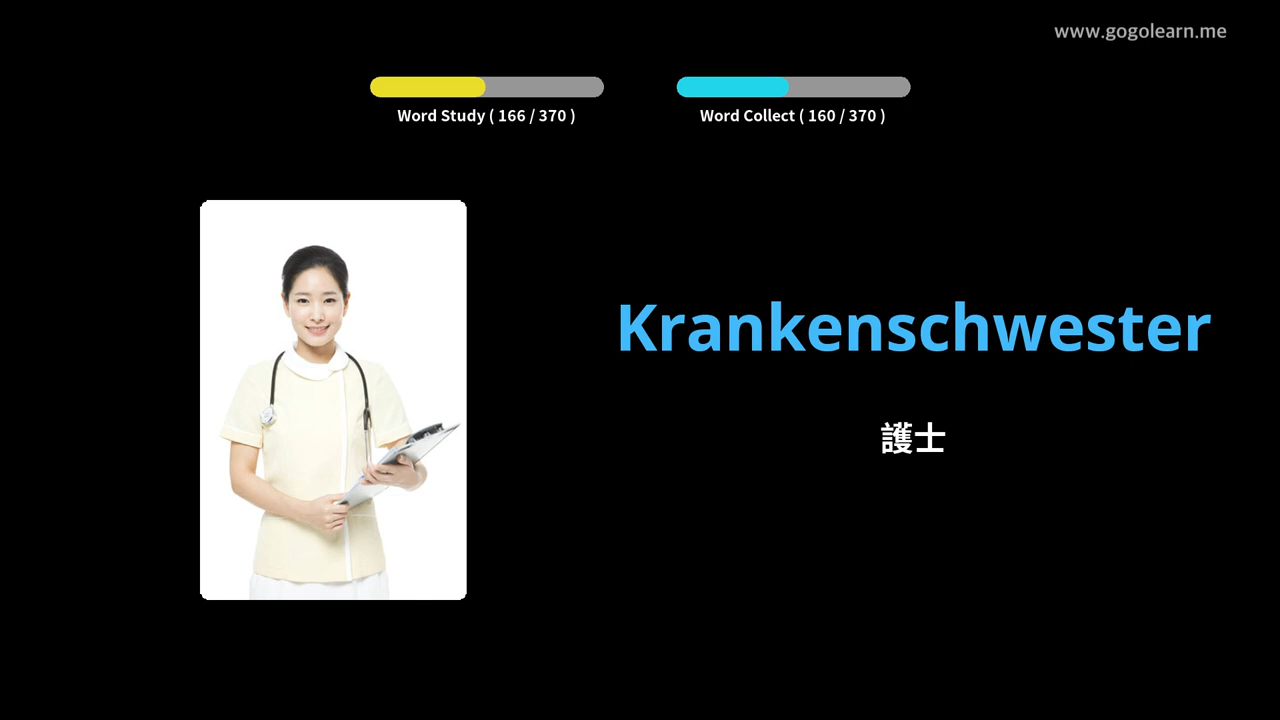 www.gogolearn.me
Word Study ( 166 / 370 )
Word Collect ( 160 / 370 )
Krankenschwester
護士